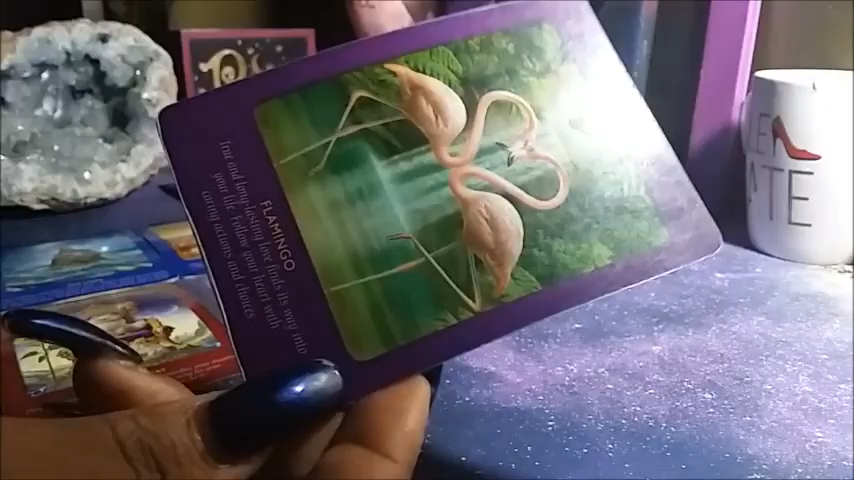 FLAMINGO
True and long-lasting love finds its way into
your life. Follow your heart with
caring actions and choices
ATE